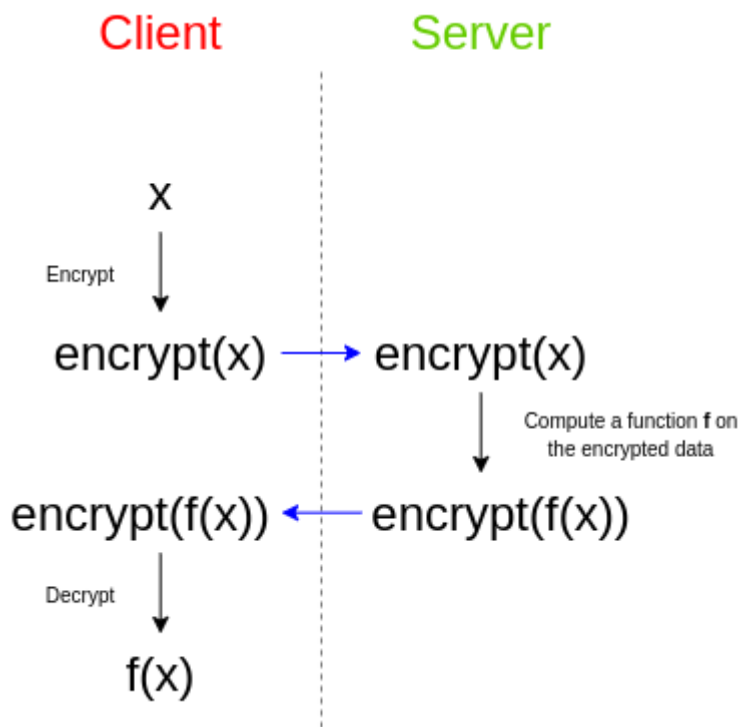 Client
Server
x
Encrypt
encrypt(x)
encrypt(x)
Compute a function f on
the encrypted data
encrypt(f(x))
encrypt(f(x))
Decrypt
f(x)